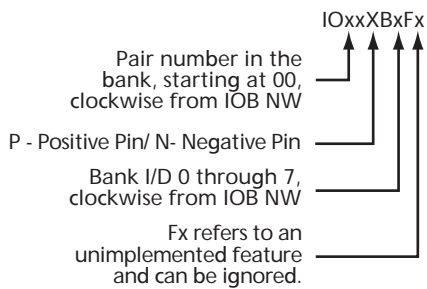 IOxxXBxFx
Pair number in the
bank, starting at 00,
clockwise from IOB NW
P - Positive Pin/ N- Negative Pin
Bank I/D 0 through 7,
clockwise from IOB NW
Fx refers to an
unimplemented feature
and can be ignored.